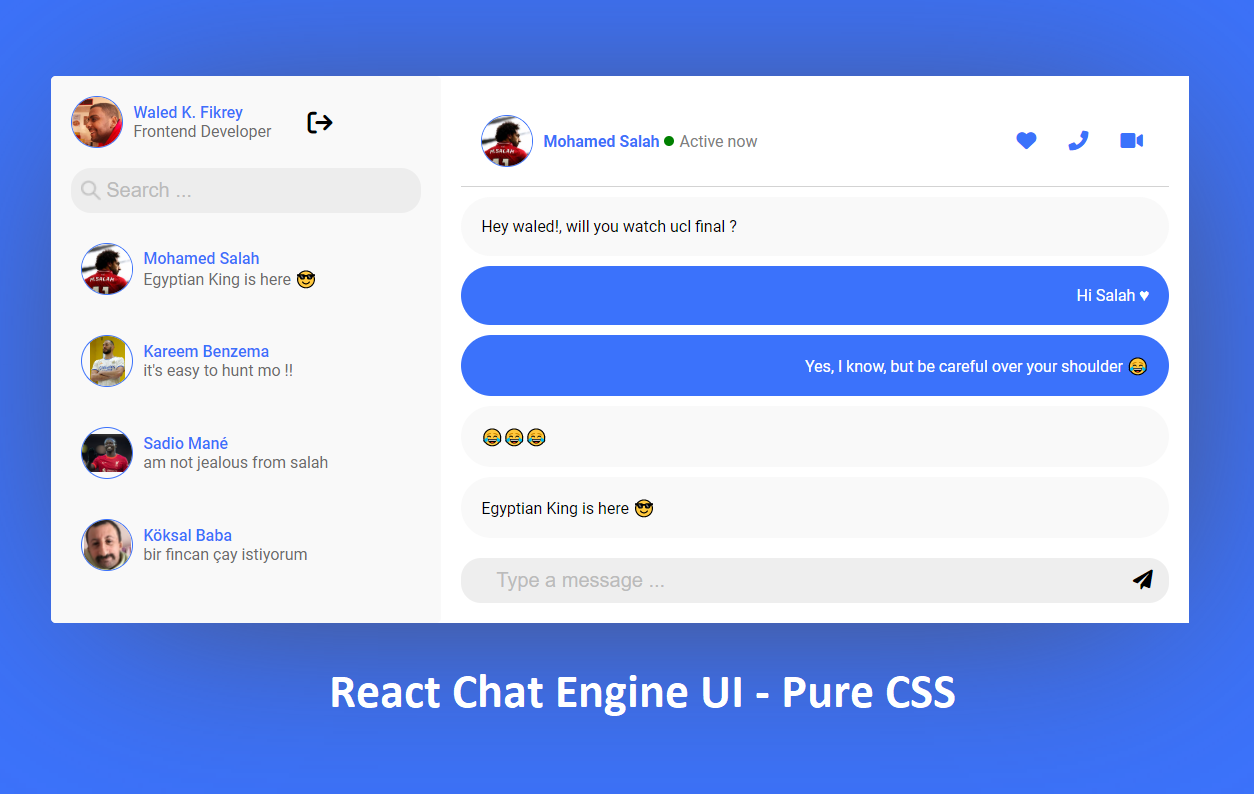 Waled K. Fikrey
Frontend Developer
Search ...
Mohamed Salah
Egyptian King is here 😎
Kareem Benzema
it's easy to hunt mo !!
Sadio Mané
am not jealous from salah
Köksal Baba
bir fincan çay istiyorum
Mohamed Salah Active now
Hey waled!, will you watch ucl final ?
Hi Salah ♥
Yes, I know, but be careful over your shoulder 😅
😂😂😂
Egyptian King is here 😎
Type a message ...
React Chat Engine UI - Pure CSS